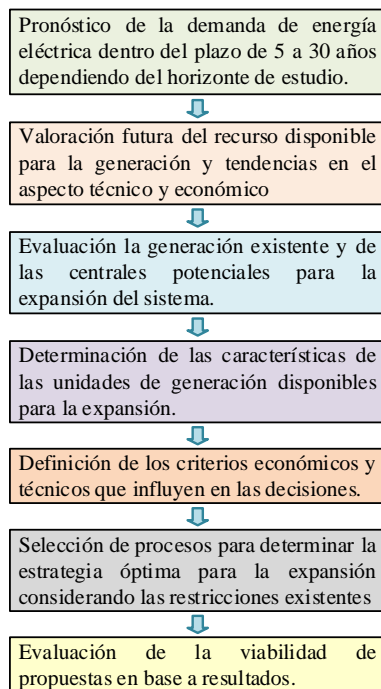 Pronóstico de la demanda de energía
eléctrica dentro del plazo de 5 a 30 años
dependiendo del horizonte de estudio.
Valoración futura del recurso disponible
para la generación y tendencias en el
aspecto técnico y económico
Evaluación la generación existente y de
las centrales potenciales para la
expansión del sistema.
Determinación de las características de
las unidades de generación disponibles
para la expansión.
Definición de los criterios económicos y
técnicos que influyen en las decisiones.
Selección de procesos para determinar la
estrategia óptima para la expansión
considerando las restricciones existentes
Evaluación de la viabilidad de
propuestas en base a resultados.